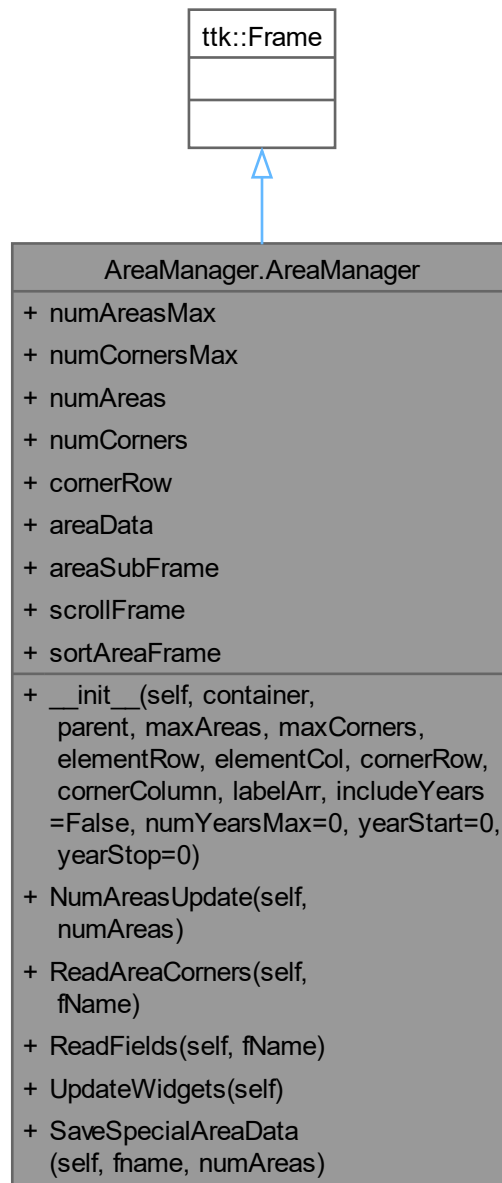 ttk::Frame
AreaManager.AreaManager
+ numAreasMax
+ numCornersMax
+ numAreas
+ numCorners
+ cornerRow
+ areaData
+ areaSubFrame
+ scrollFrame
+ sortAreaFrame
+ __init__(self, container,
parent, maxAreas, maxCorners,
elementRow, elementCol, cornerRow,
cornerColumn, labelArr, includeYears
=False, numYearsMax=0, yearStart=0,
yearStop=0)
+ NumAreasUpdate(self,
numAreas)
+ ReadAreaCorners(self,
fName)
+ ReadFields(self, fName)
+ UpdateWidgets(self)
+ SaveSpecialAreaData
(self, fname, numAreas)